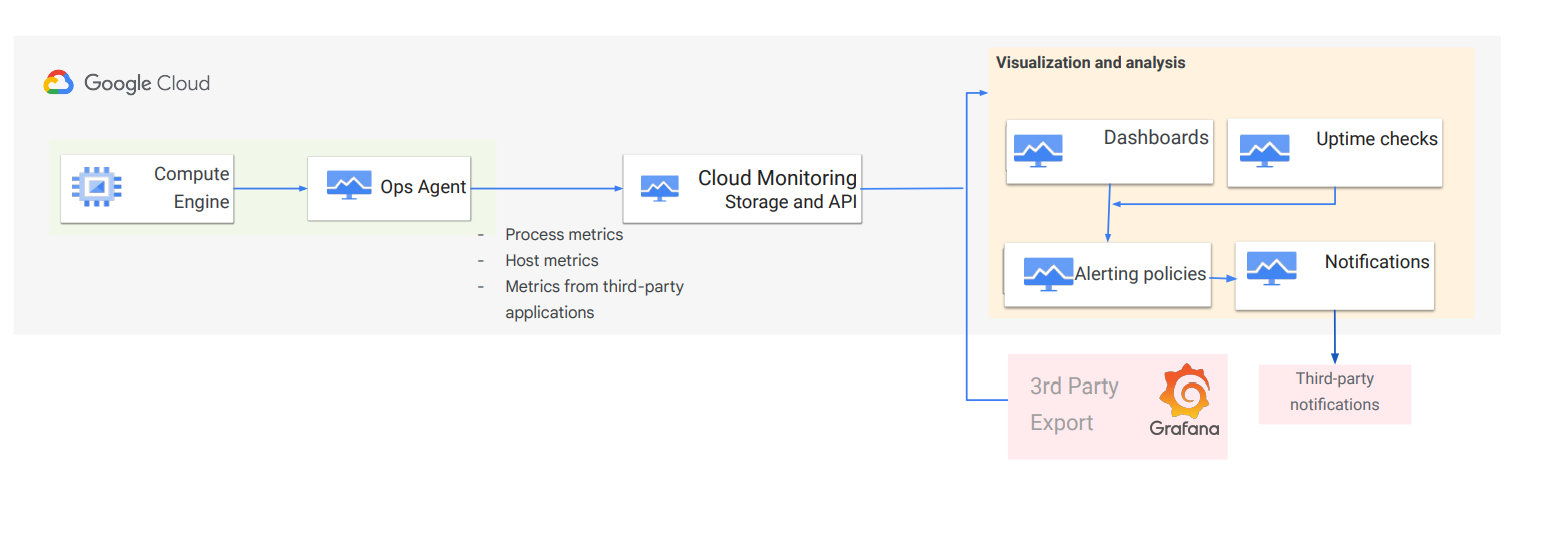 Google Cloud
Compute
Engine
Ops Agent
- Process metrics
- Host metrics
- Metrics from third-party
applications
Cloud Monitoring
Storage and API
Visualization and analysis
Dashboards
Uptime checks
Alerting policies
Notifications
3rd Party
Export
Grafana
Third-party
notifications